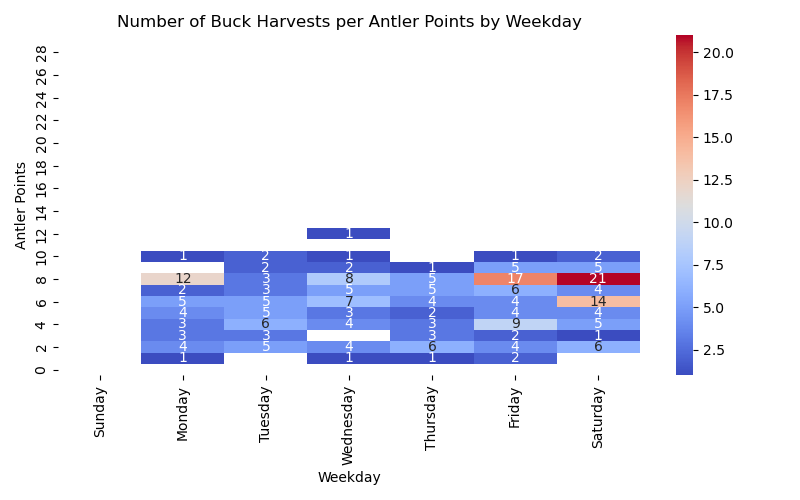 Number of Buck Harvests per Antler Points by Weekday
Antler Points
28
26
24
22
20
18
16
14
12 1
10 1 2 1 1 2
2 2 1 5 5
8 12 3 8 5 17 21
2 3 5 5 6 4
6 5 5 7 4 4 14
4 5 3 2 4 4
4 3 6 4 3 9 5
3 3 3 2 1
2 4 5 4 6 4 6
1 1 1 2
0
Sunday
Monday
Tuesday
Wednesday
Thursday
Friday
Saturday
Weekday
20.0
17.5
15.0
12.5
10.0
7.5
5.0
2.5